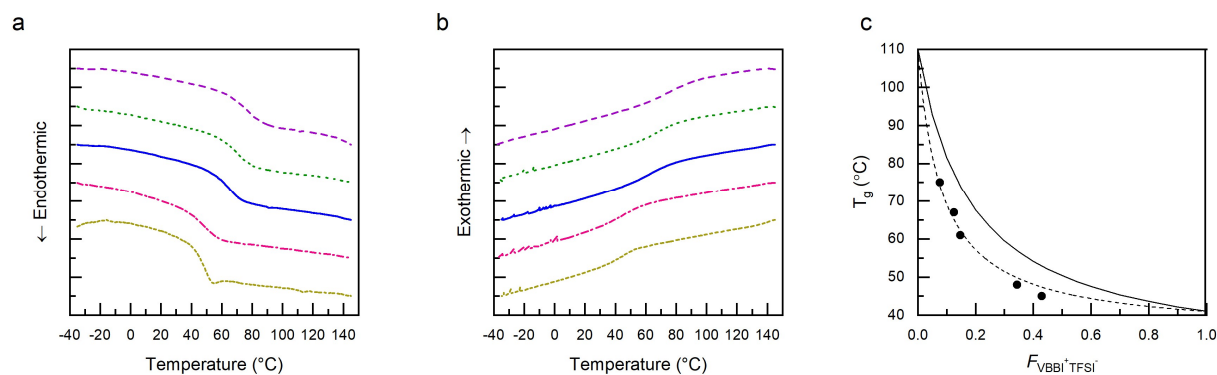 a
← Encothermic
-40 -20 0 20 40 60 80 100 120 140
Temperature (°C)
b
Exothermic →
-40 -20 0 20 40 60 80 100 120 140
Temperature (°C)
c
110
100
90
80
70
60
50
40
Tg (°C)
0.0 0.2 0.4 0.6 0.8 1.0
FVBBI+TFSI-